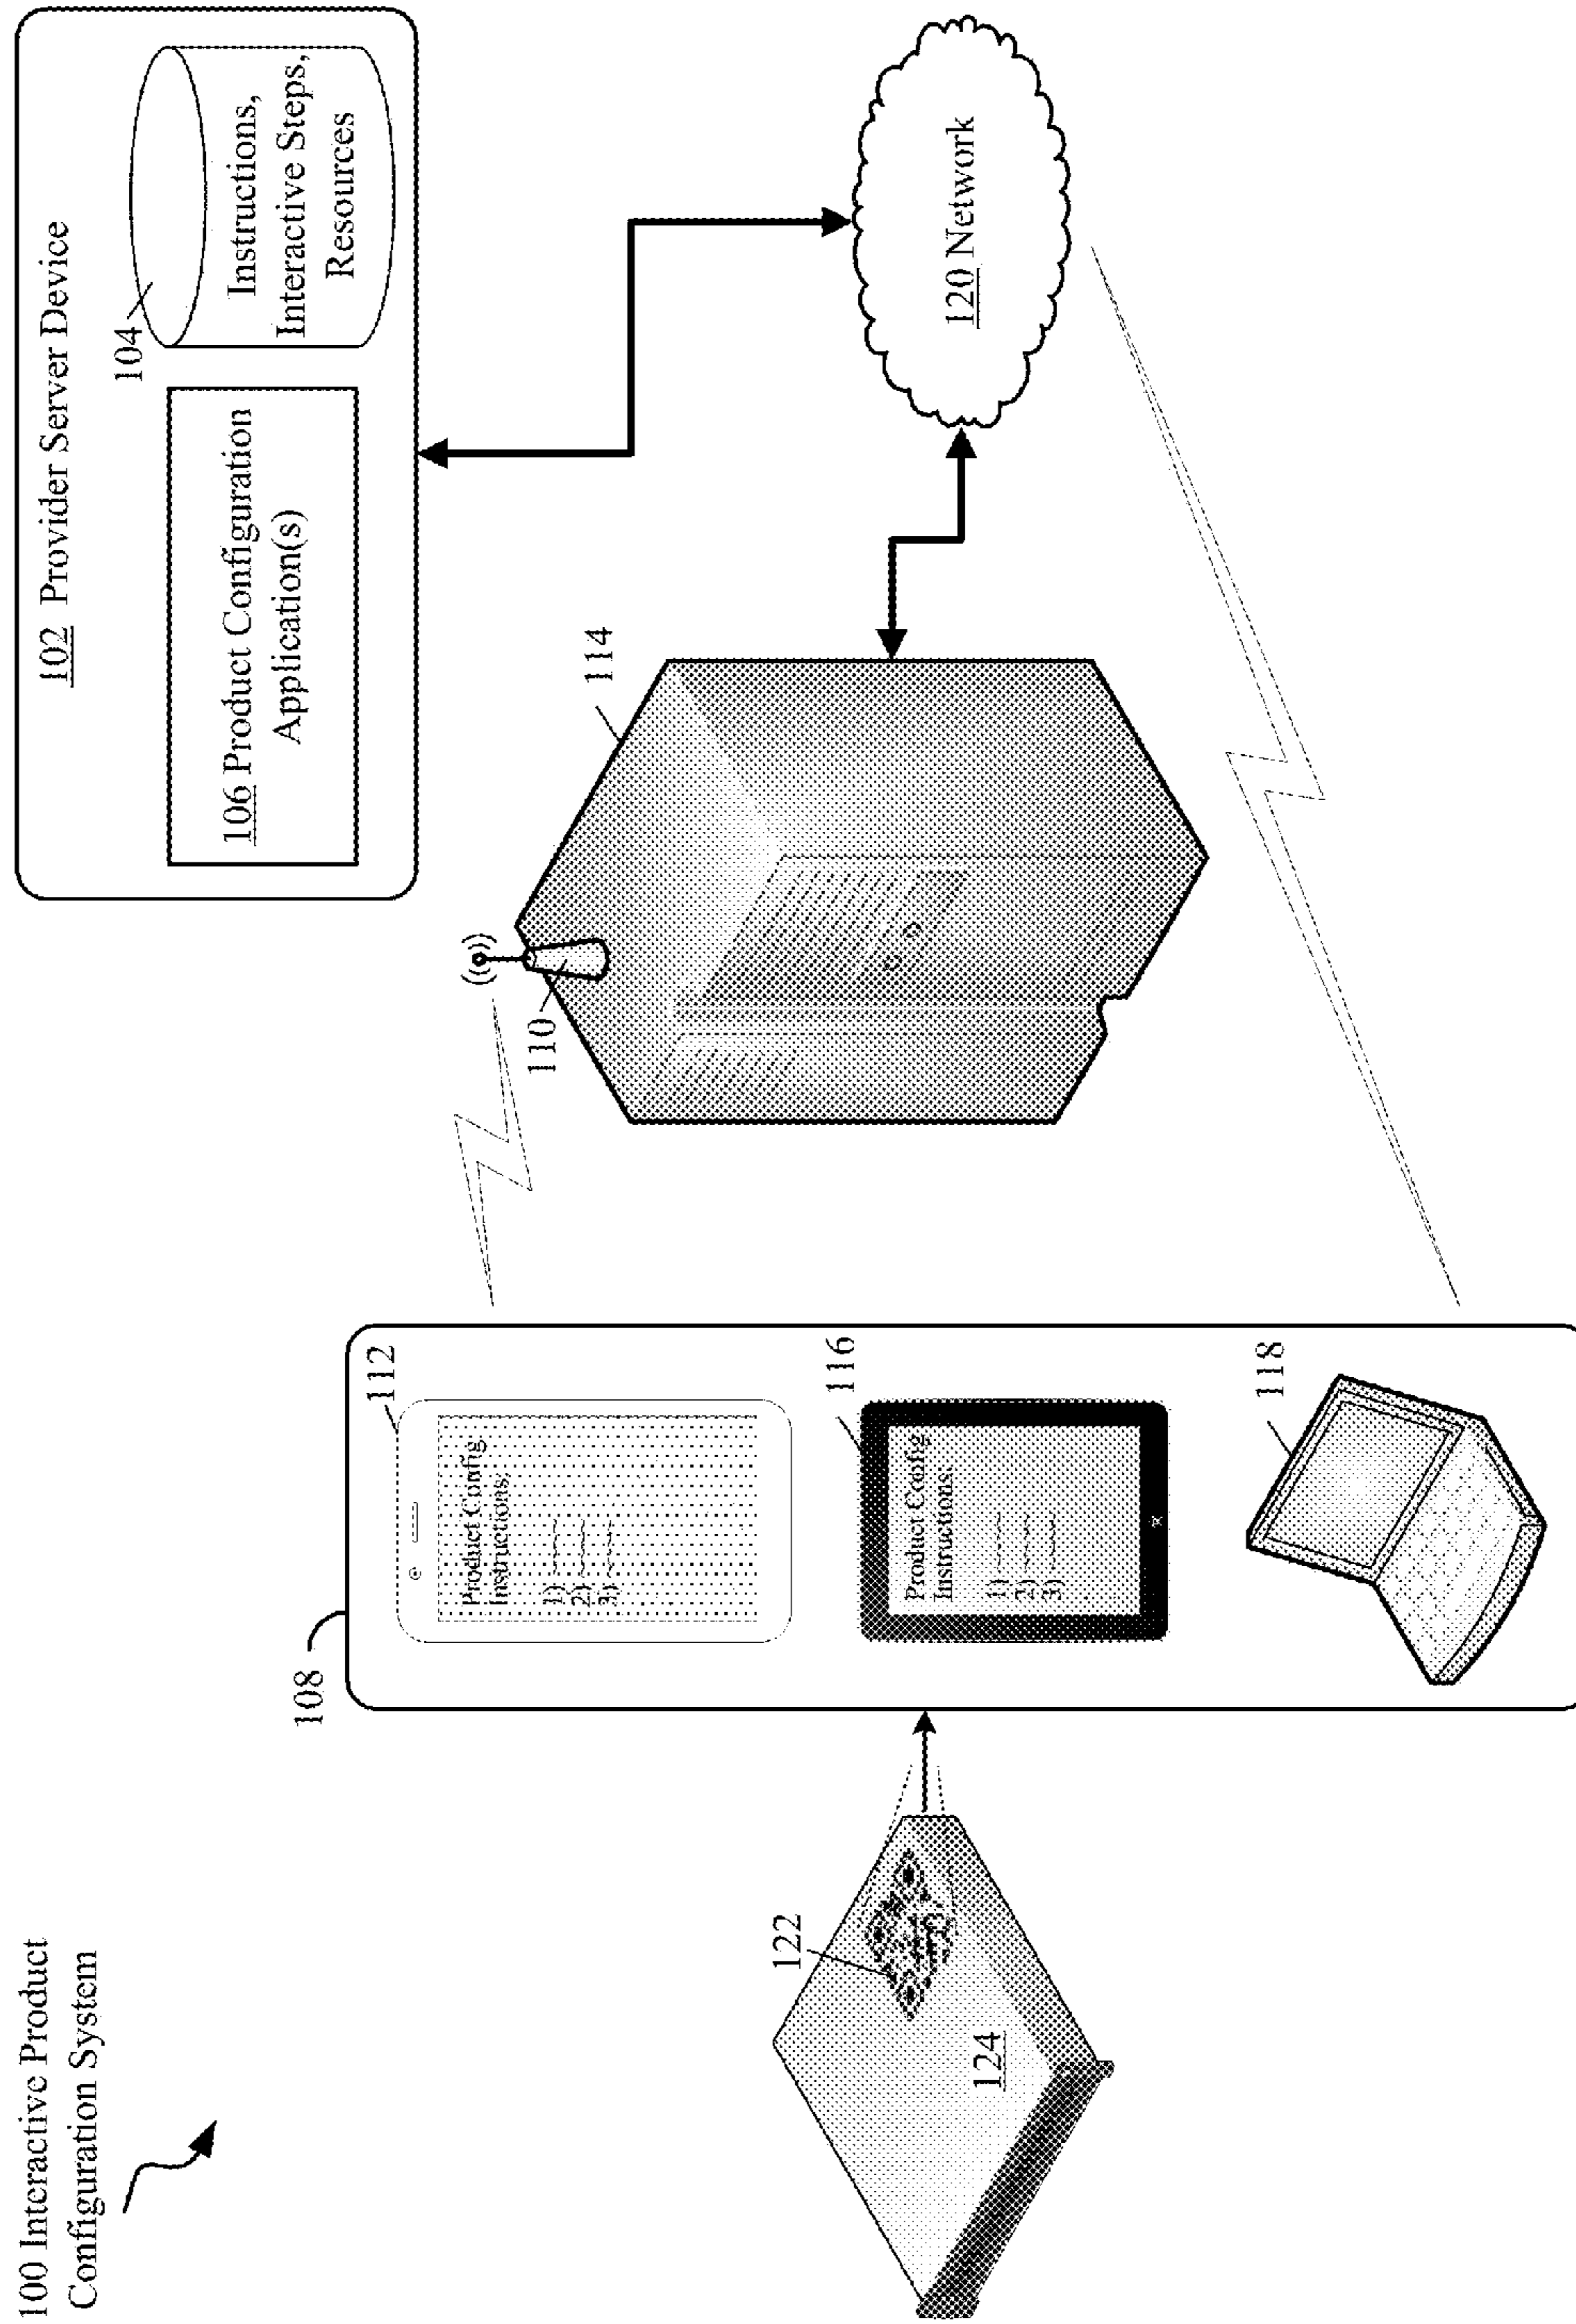 100 Interactive Product
Configuration System
102 Provider Server Device
106 Product Configuration
Application(s)
104
Instructions,
Interactive Steps,
Resources
108
112
Product Config.
Instructions:
1)
2)
3)
116
Product Config
Instructions:
1)
2)
3)
118
110
114
120 Network
122
124